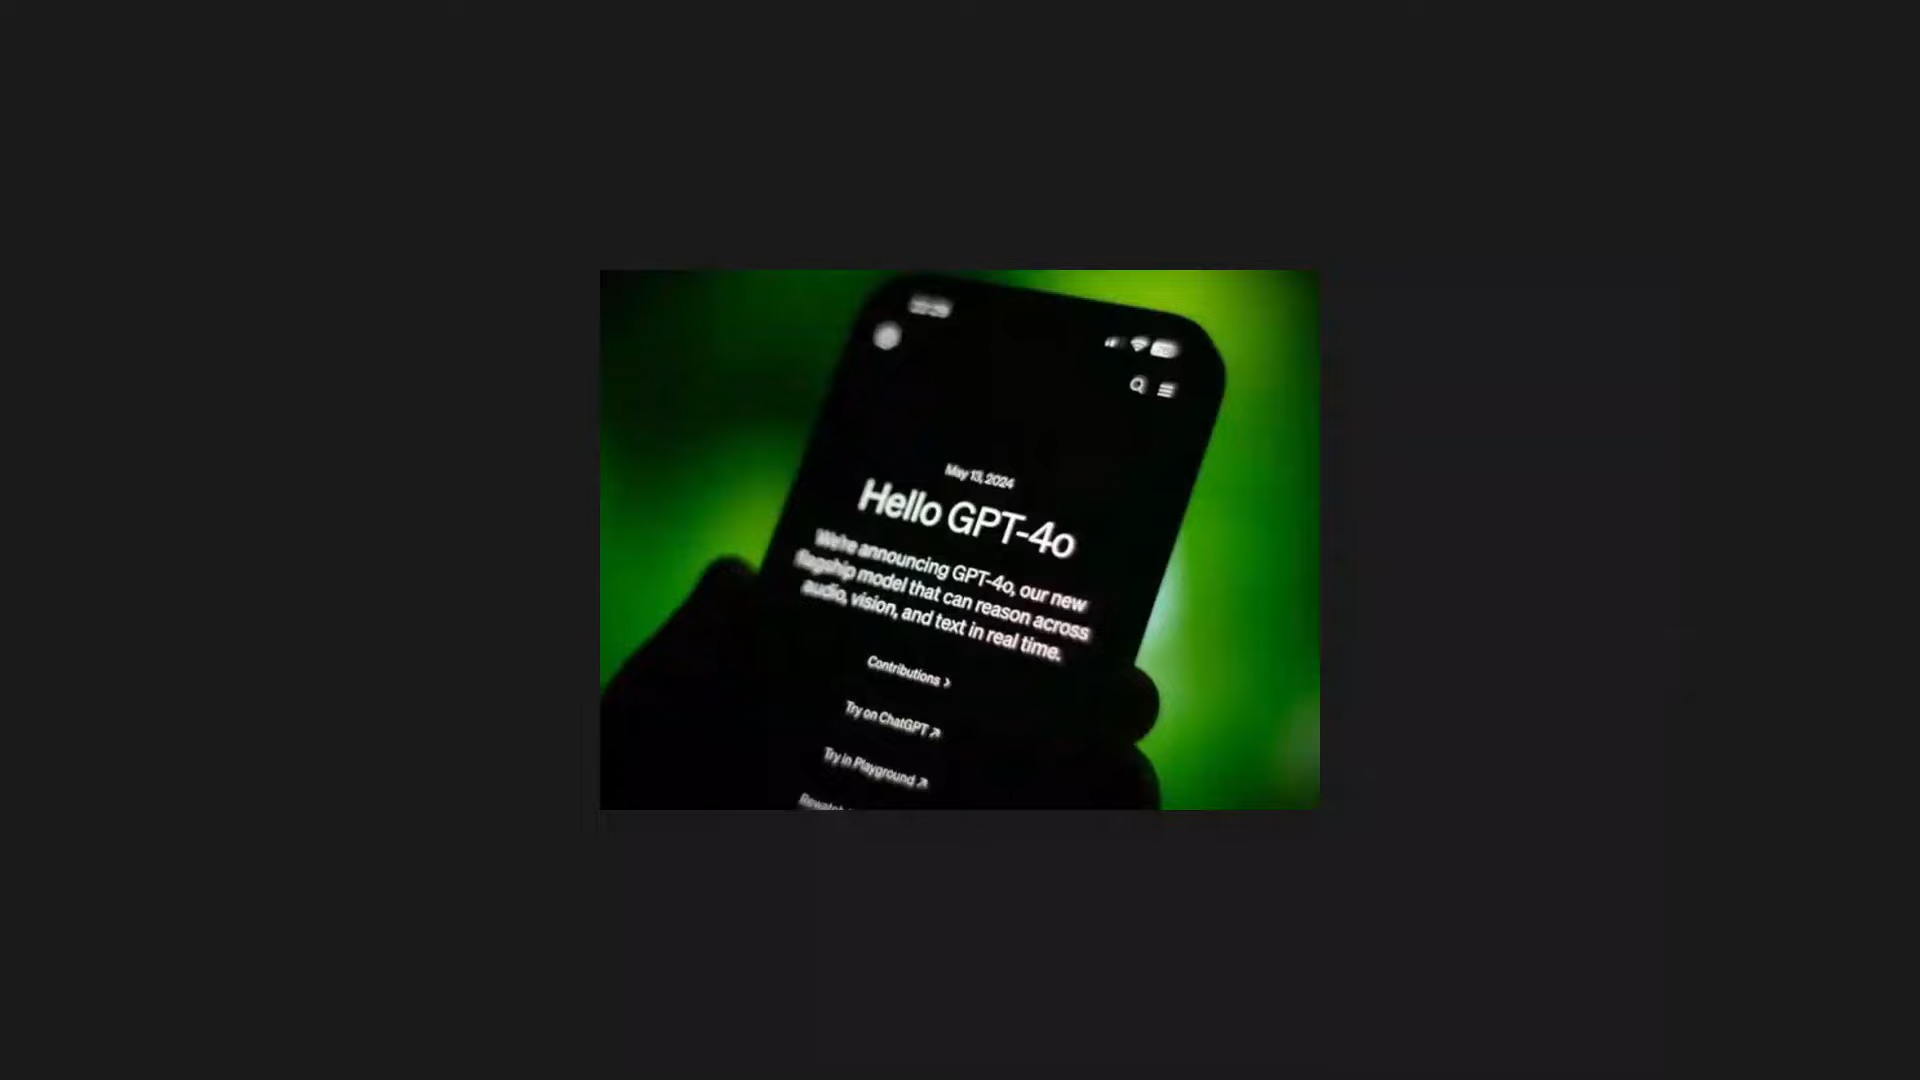 May 13, 2024
Hello GPT-4o
We're announcing GPT-4o, our new
flagship model that can reason across
audio, vision, and text in real time.
Contributions >
Try on ChatGPT ↗
Try in Playground ↗